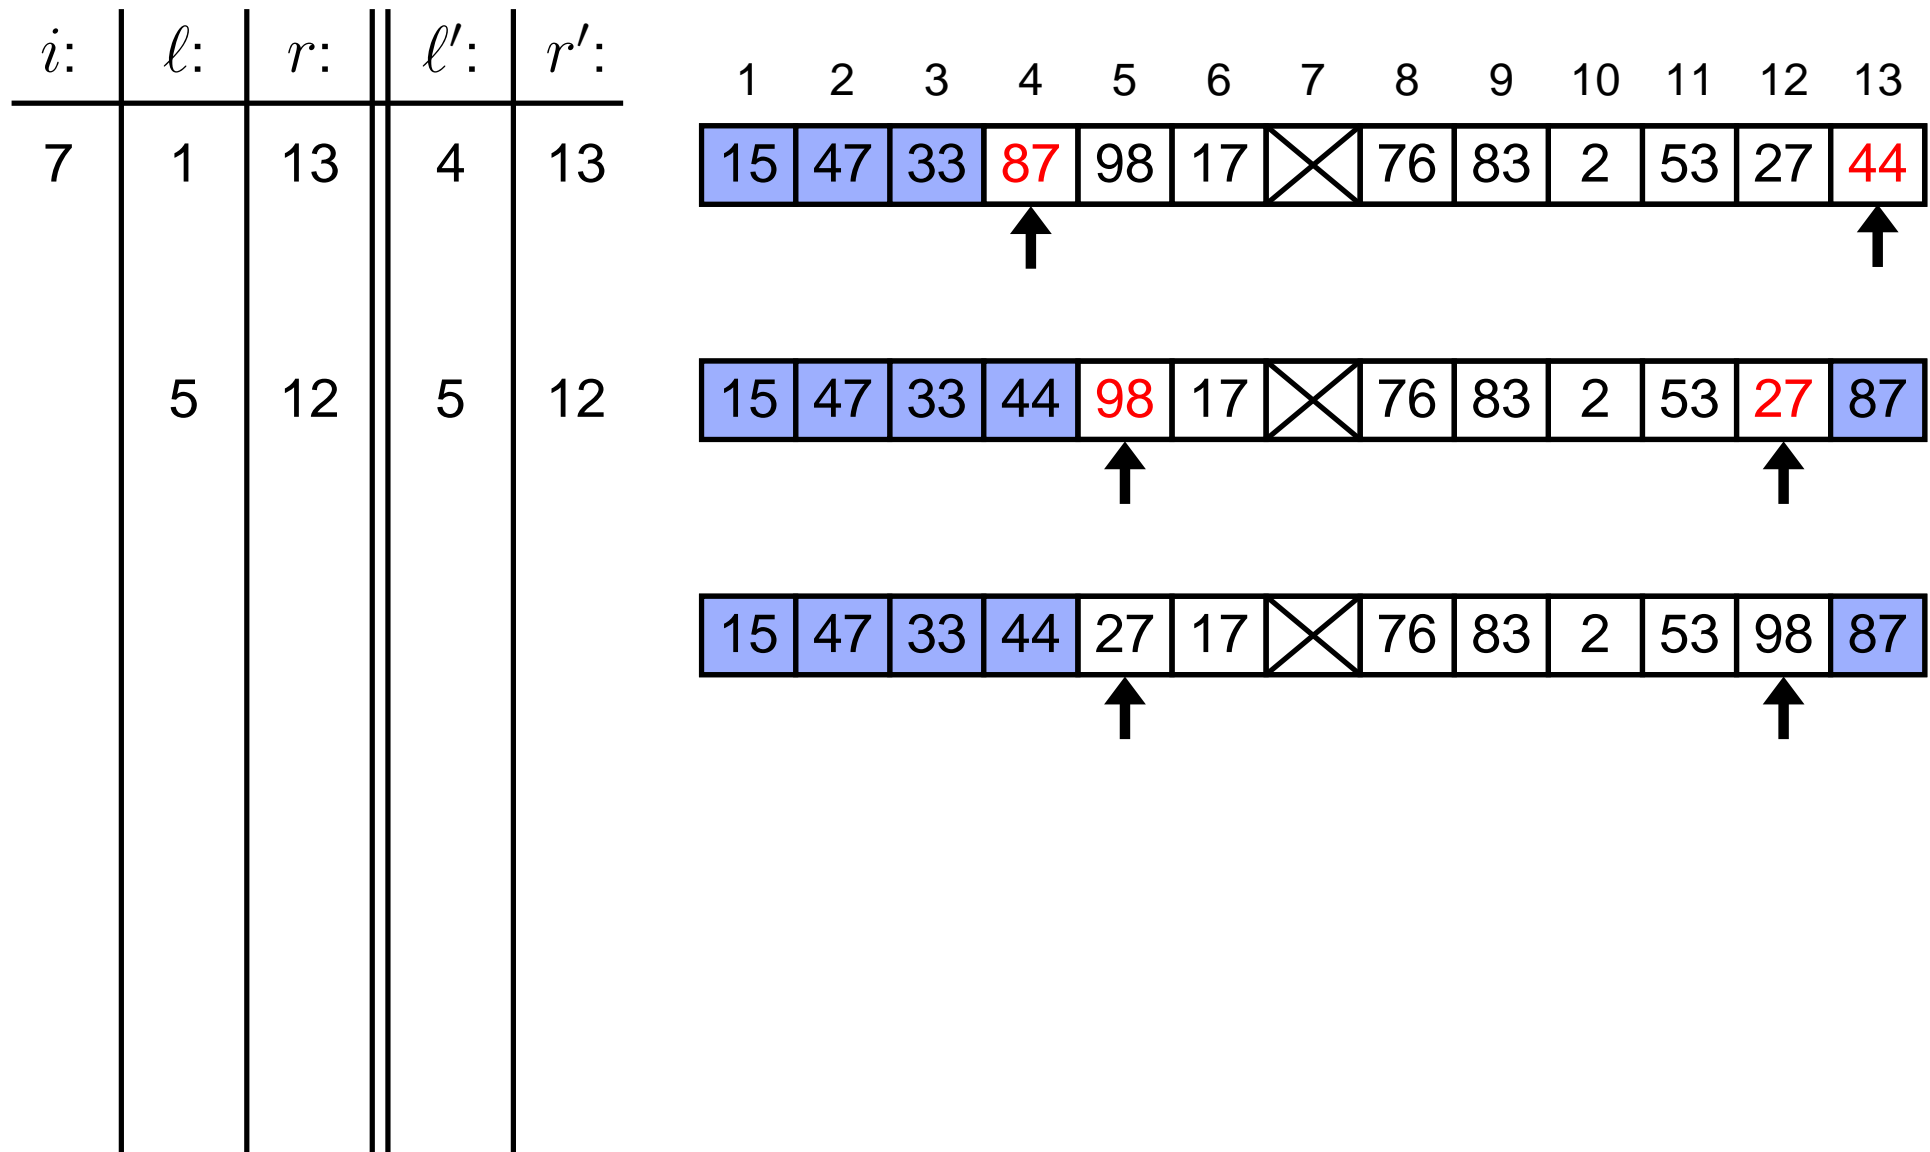 i: ℓ: r: ℓ′: r′:
1 2 3 4 5 6 7 8 9 10 11 12 13
7 1 13 4 13 15 47 33 87 98 17 76 83 2 53 27 44
5 12 5 12 15 47 33 44 98 17 76 83 2 53 27 87
15 47 33 44 27 17 76 83 2 53 98 87